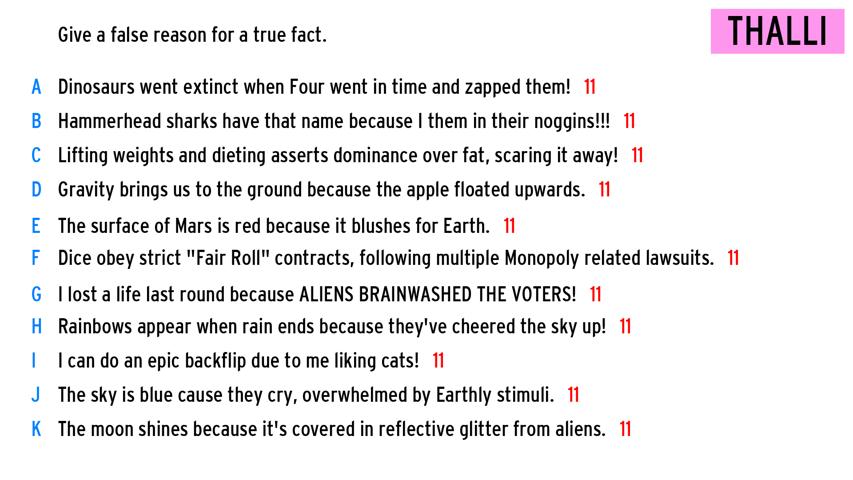 Give a false reason for a true fact.
THALLI
A Dinosaurs went extinct when Four went in time and zapped them! 11
B Hammerhead sharks have that name because I them in their noggins!!! 11
C Lifting weights and dieting asserts dominance over fat, scaring it away! 11
D Gravity brings us to the ground because the apple floated upwards. 11
E The surface of Mars is red because it blushes for Earth. 11
F Dice obey strict "Fair Roll" contracts, following multiple Monopoly related lawsuits. 11
G I lost a life last round because ALIENS BRAINWASHED THE VOTERS! 11
H Rainbows appear when rain ends because they've cheered the sky up! 11
I I can do an epic backflip due to me liking cats! 11
J The sky is blue cause they cry, overwhelmed by Earthly stimuli. 11
K The moon shines because it's covered in reflective glitter from aliens. 11